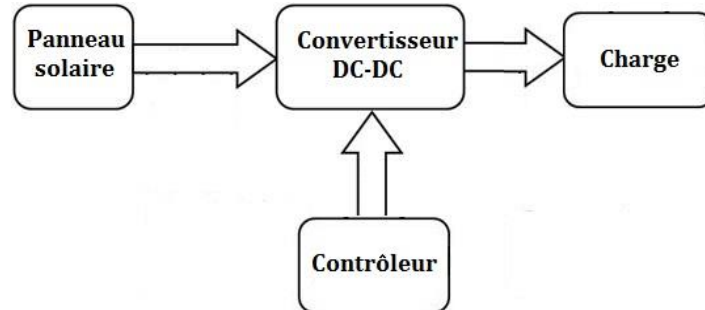 Panneau
solaire
Convertisseur
DC-DC
Charge
Contrôleur